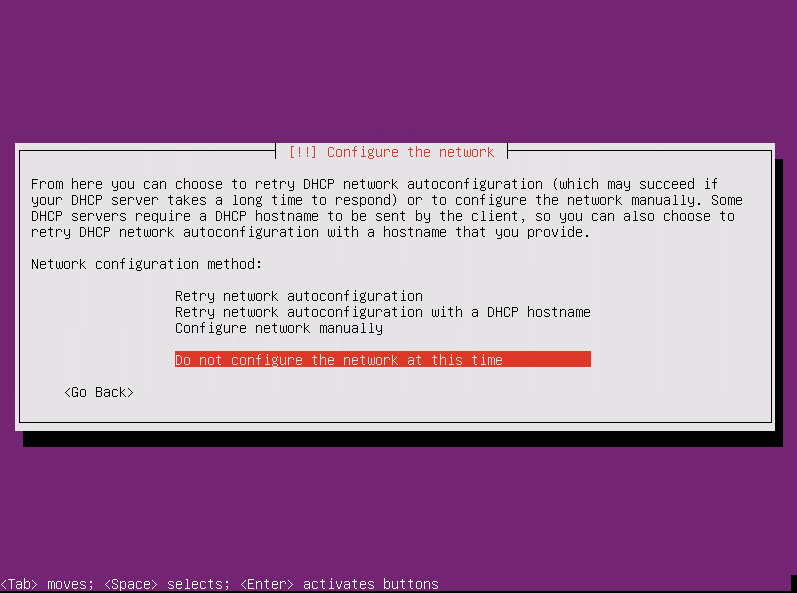 [!!] Configure the network
From here you can choose to retry DHCP network autoconfiguration (which may succeed if
your DHCP server takes a long time to respond) or to configure the network manually. Some
DHCP servers require a DHCP hostname to be sent by the client, so you can also choose to
retry DHCP network autoconfiguration with a hostname that you provide.
Network configuration method:
Retry network autoconfiguration
Retry network autoconfiguration with a DHCP hostname
Configure network manually
Do not configure the network at this time
<Go Back>
<Tab> moves; <Space> selects; <Enter> activates buttons